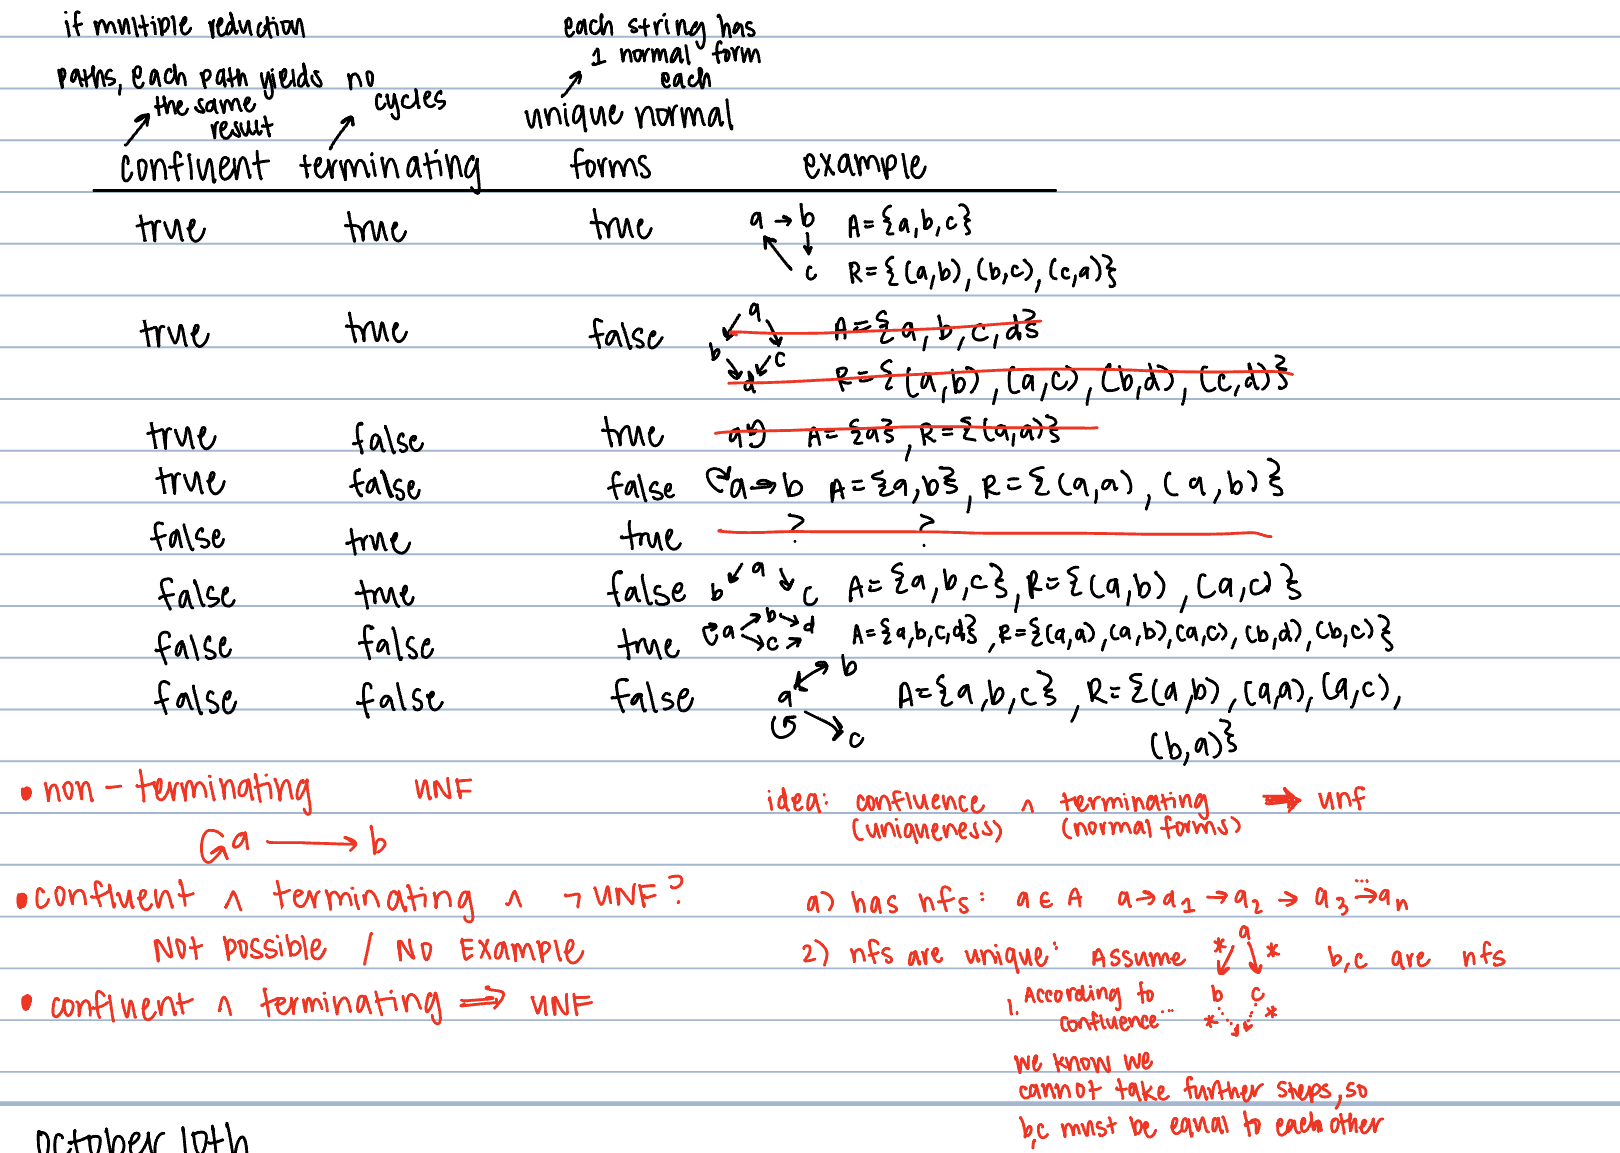 if multiple reduction
paths, each path yields
the same
result
no
cycles
each string has
1 normal form
each
unique normal
confluent terminating forms example
true true true a → b A = {a,b,c}
c R = {(a,b), (b,c), (c,a)}
true true false a A = {a, b, c, d}
b c
d R = {(a,b), (a,c), (b,d), (c,d)}
true false true a A = {a}, R = {(a,a)}
true false false a → b A = {a,b}, R = {(a,a), (a,b)}
false true true ? ?
false true false b a c A = {a,b,c}, R = {(a,b), (a,c)}
false false true a b d c A = {a,b,c,d}, R = {(a,a), (a,b), (a,c), (b,d), (b,c)}
false false false a b c A = {a,b,c}, R = {(a,b), (a,a), (a,c),
(b,a)}
• non - terminating UNF
a → b
• confluent ∧ terminating ∧ ¬ UNF?
Not possible / No Example
• confluent ∧ terminating ⟹ UNF
idea: confluence ∧ terminating → unf
(uniqueness) (normal forms)
a) has nfs: a ∈ A a → a1 → a2 → a3 ... → an
2) nfs are unique: Assume a b,c are nfs
* *
b c
1. According to
confluence...
* *
we know we
cannot take further steps, so
b,c must be equal to each other
october 10th